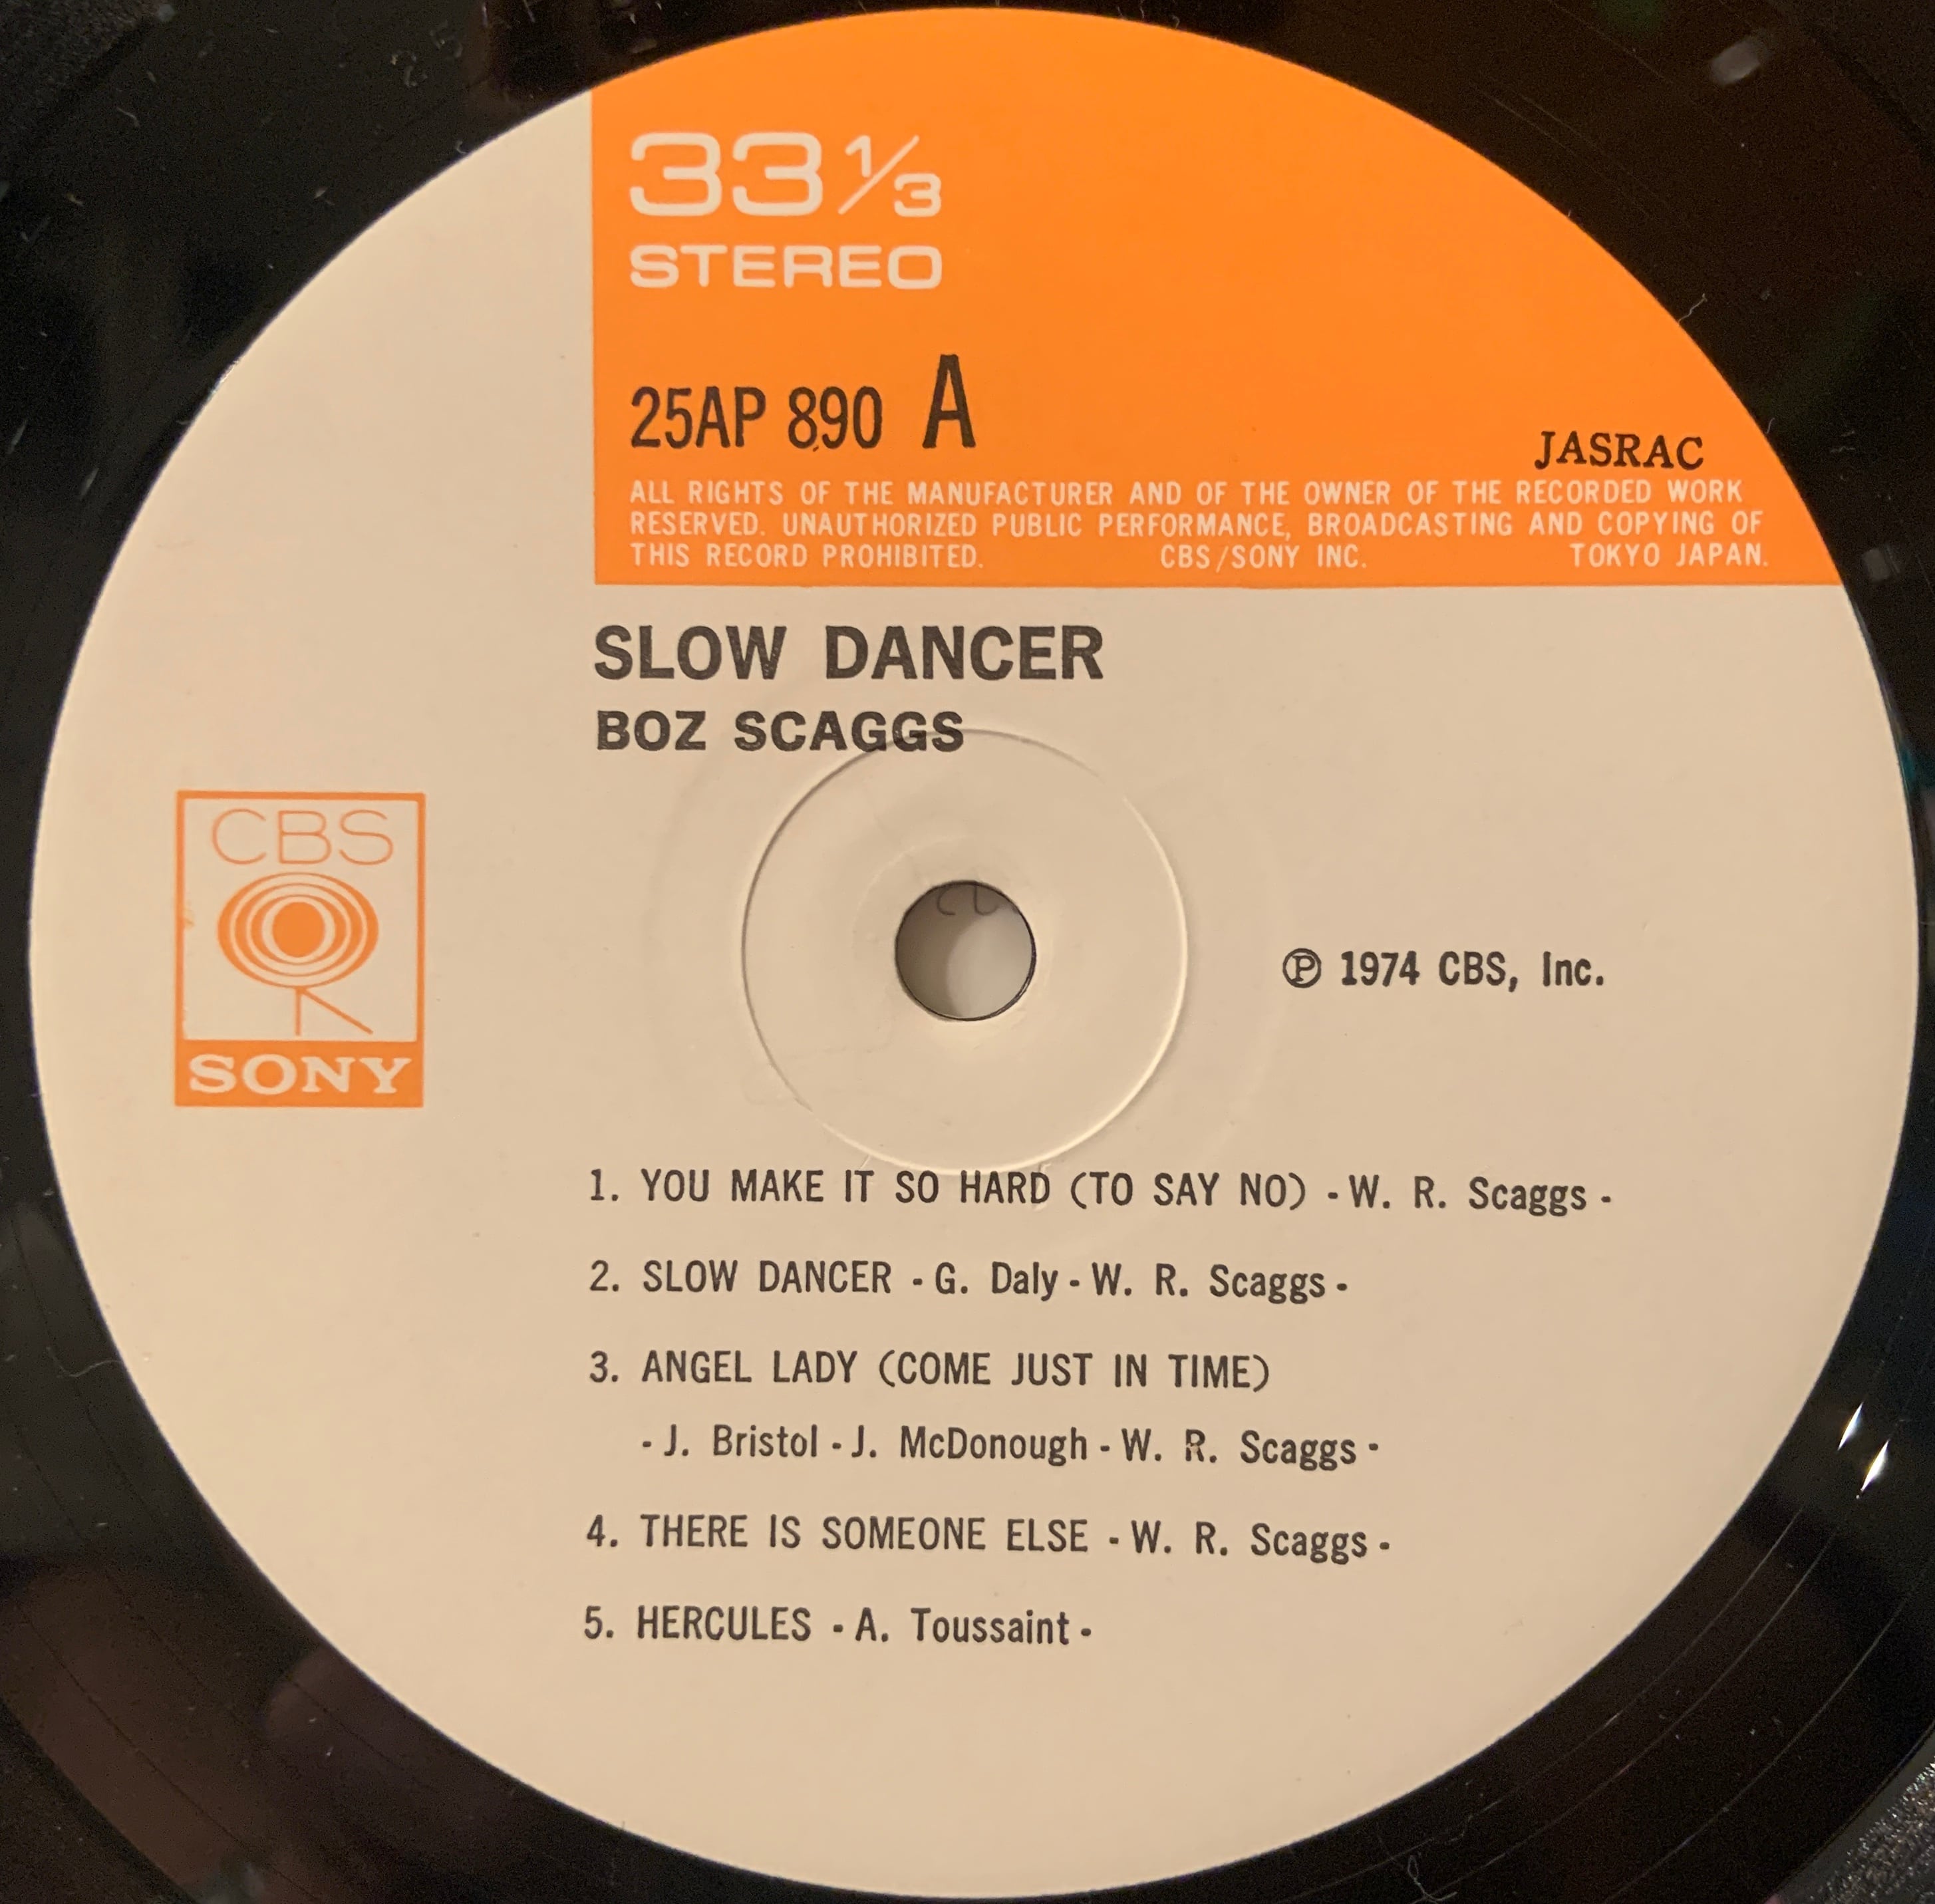 33 1/3
STEREO
25AP 890 A
JASRAC
ALL RIGHTS OF THE MANUFACTURER AND OF THE OWNER OF THE RECORDED WORK
RESERVED. UNAUTHORIZED PUBLIC PERFORMANCE, BROADCASTING AND COPYING OF
THIS RECORD PROHIBITED. CBS/SONY INC. TOKYO JAPAN.
SLOW DANCER
BOZ SCAGGS
CBS
SONY
℗ 1974 CBS, Inc.
1. YOU MAKE IT SO HARD (TO SAY NO) - W. R. Scaggs -
2. SLOW DANCER - G. Daly - W. R. Scaggs -
3. ANGEL LADY (COME JUST IN TIME)
- J. Bristol - J. McDonough - W. R. Scaggs -
4. THERE IS SOMEONE ELSE - W. R. Scaggs -
5. HERCULES - A. Toussaint -